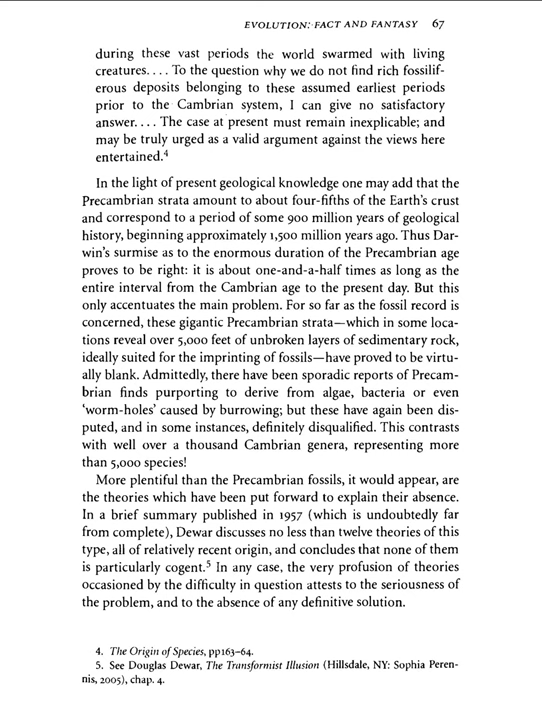 EVOLUTION: FACT AND FANTASY 67
during these vast periods the world swarmed with living
creatures. . . . To the question why we do not find rich fossilif-
erous deposits belonging to these assumed earliest periods
prior to the Cambrian system, I can give no satisfactory
answer. . . . The case at present must remain inexplicable; and
may be truly urged as a valid argument against the views here
entertained.⁴
In the light of present geological knowledge one may add that the
Precambrian strata amount to about four-fifths of the Earth's crust
and correspond to a period of some 900 million years of geological
history, beginning approximately 1,500 million years ago. Thus Dar-
win's surmise as to the enormous duration of the Precambrian age
proves to be right: it is about one-and-a-half times as long as the
entire interval from the Cambrian age to the present day. But this
only accentuates the main problem. For so far as the fossil record is
concerned, these gigantic Precambrian strata—which in some loca-
tions reveal over 5,000 feet of unbroken layers of sedimentary rock,
ideally suited for the imprinting of fossils—have proved to be virtu-
ally blank. Admittedly, there have been sporadic reports of Precam-
brian finds purporting to derive from algae, bacteria or even
'worm-holes' caused by burrowing; but these have again been dis-
puted, and in some instances, definitely disqualified. This contrasts
with well over a thousand Cambrian genera, representing more
than 5,000 species!
More plentiful than the Precambrian fossils, it would appear, are
the theories which have been put forward to explain their absence.
In a brief summary published in 1957 (which is undoubtedly far
from complete), Dewar discusses no less than twelve theories of this
type, all of relatively recent origin, and concludes that none of them
is particularly cogent.⁵ In any case, the very profusion of theories
occasioned by the difficulty in question attests to the seriousness of
the problem, and to the absence of any definitive solution.
4. The Origin of Species, pp163–64.
5. See Douglas Dewar, The Transformist Illusion (Hillsdale, NY: Sophia Peren-
nis, 2005), chap. 4.